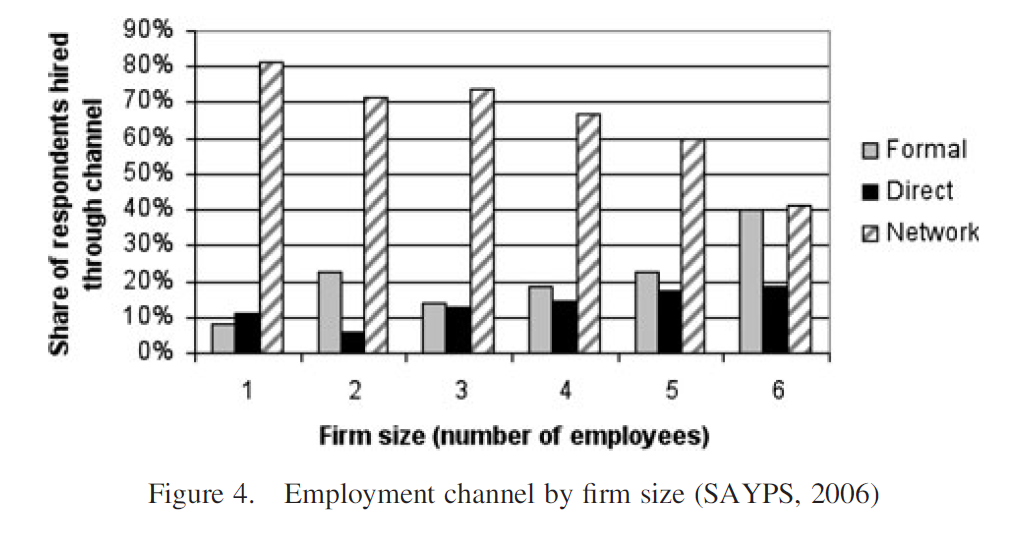 90%
80%
70%
60%
50%
40%
30%
20%
10%
0%
Share of respondents hired
through channel
1 2 3 4 5 6
Firm size (number of employees)
Formal
Direct
Network
Figure 4. Employment channel by firm size (SAYPS, 2006)